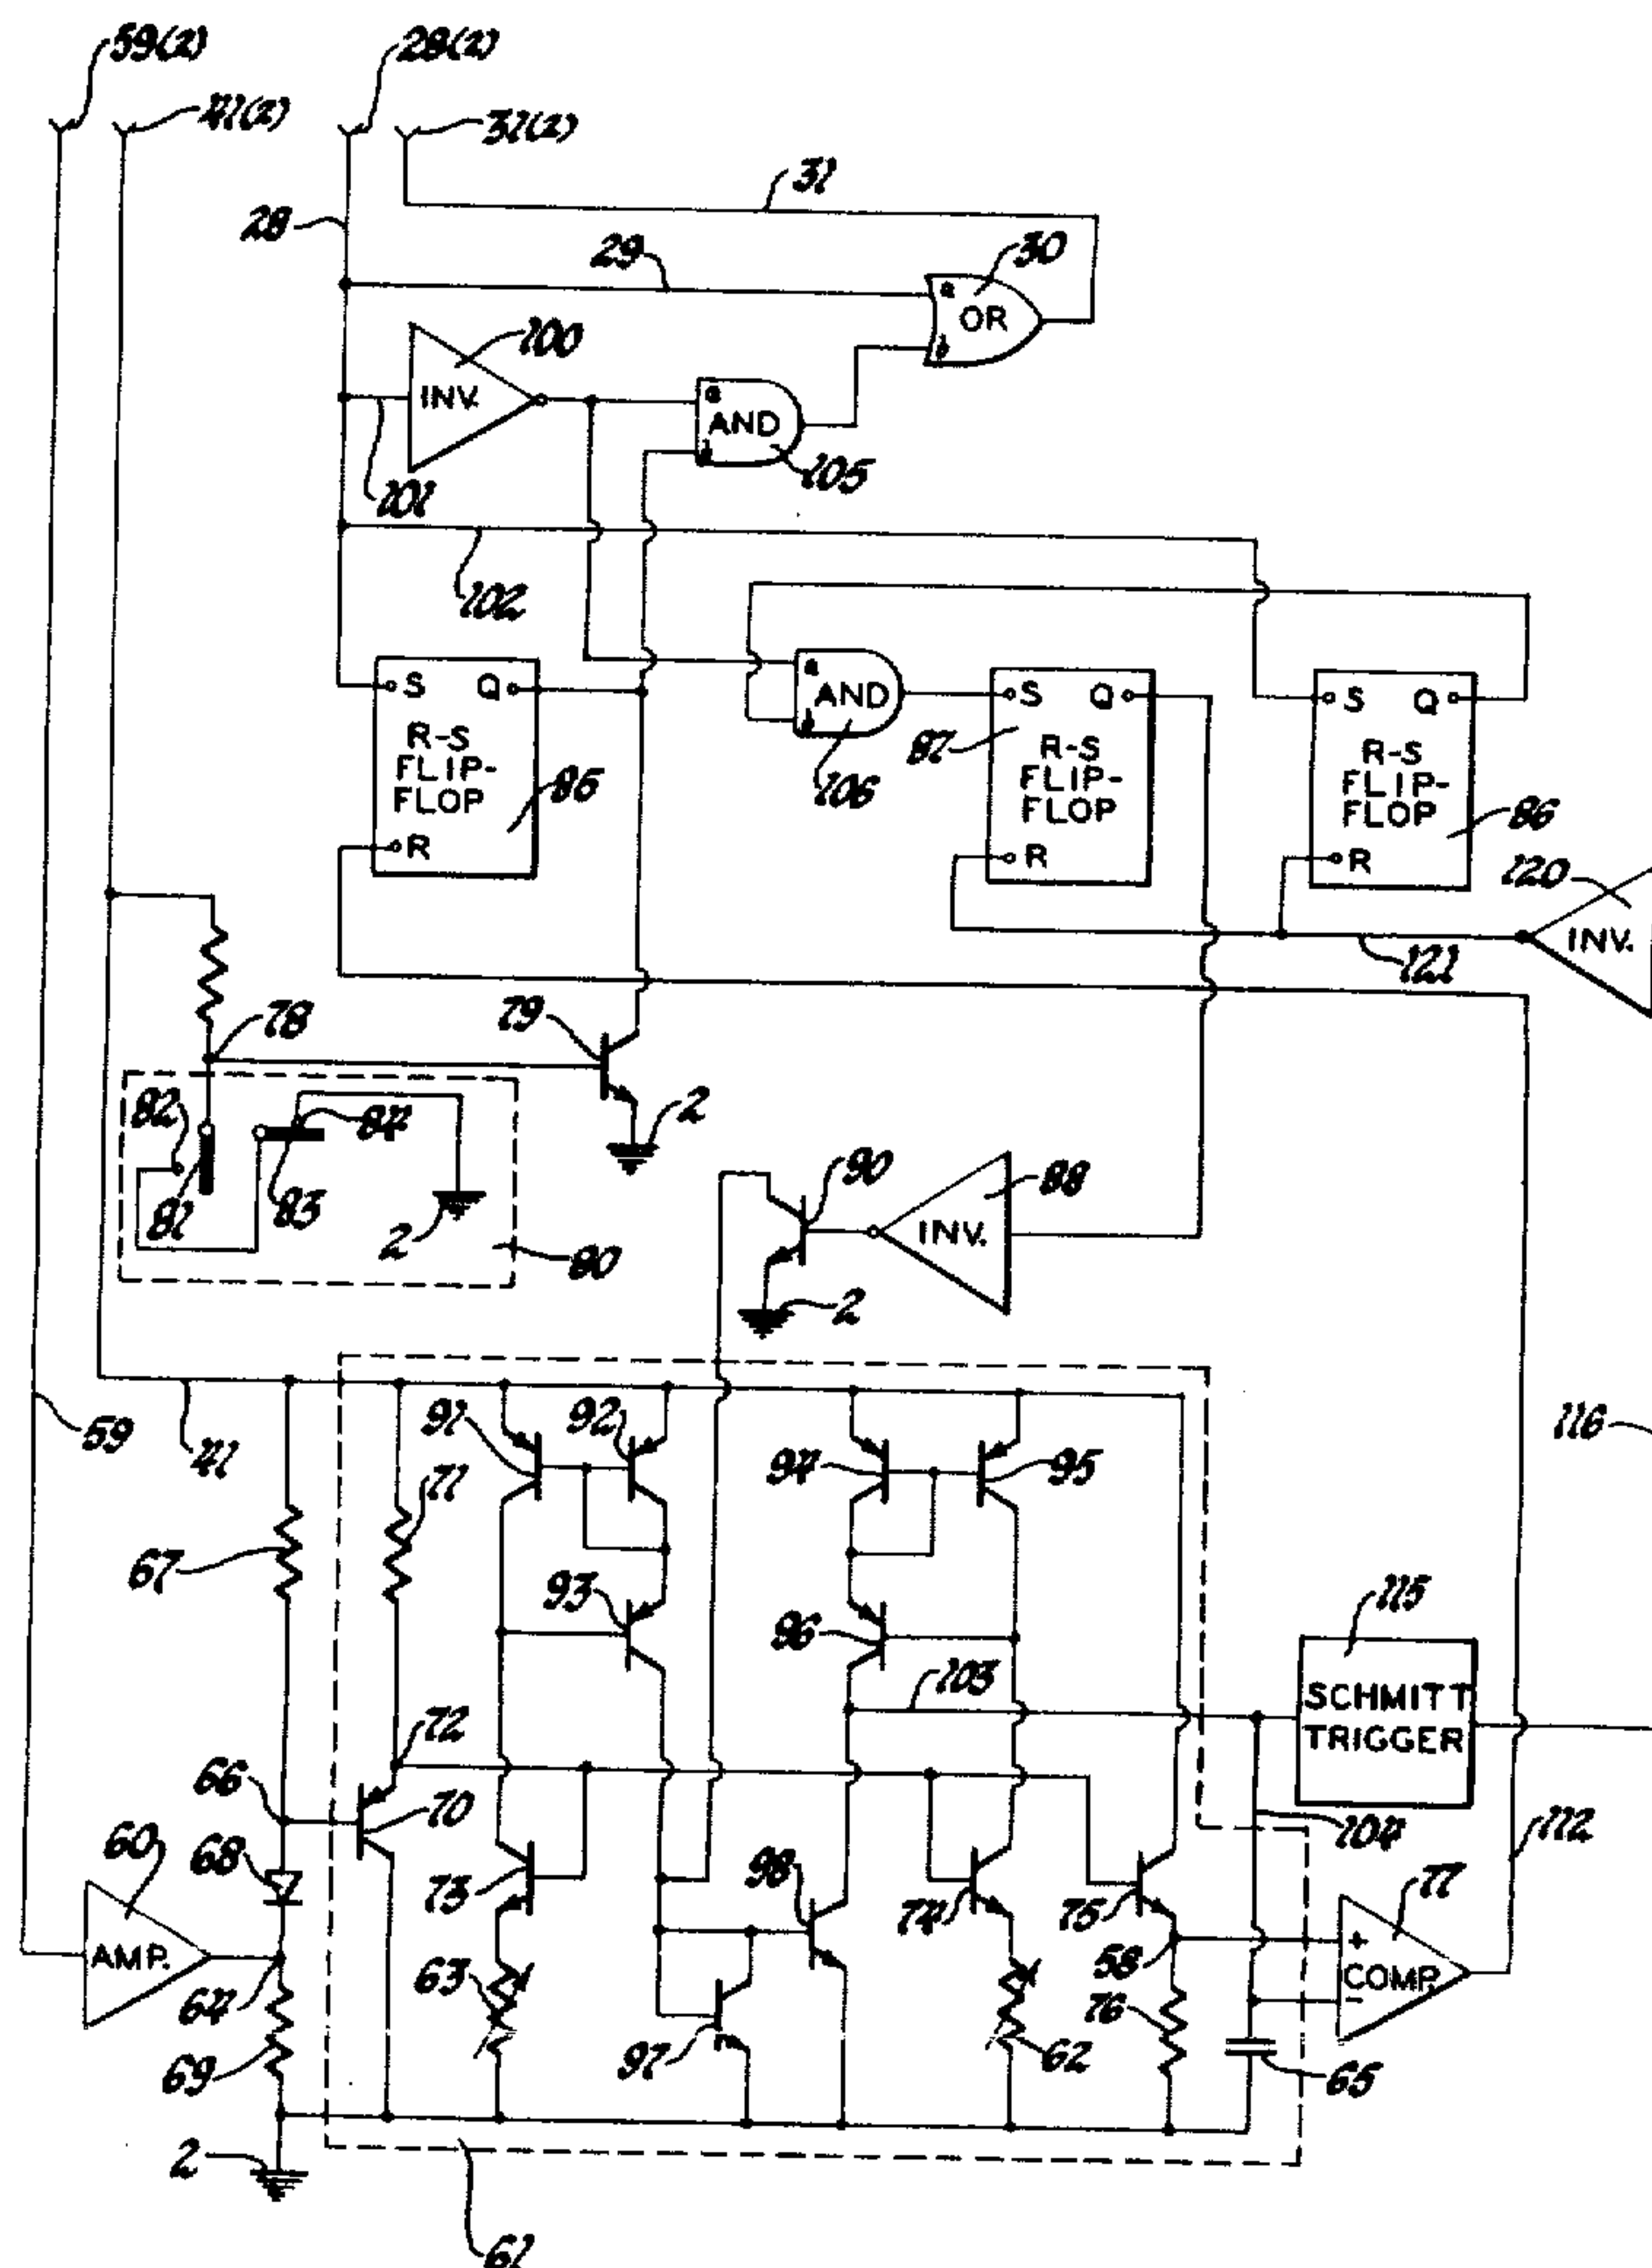 59(2)
28(2)
41(2)
31(2)
31
28
29
30
a
OR
b
100
INV.
a
AND
b
105
101
102
S Q
R-S
FLIP-
FLOP
R
85
a
AND
b
106
87
S Q
R-S
FLIP-
FLOP
R
S Q
R-S
FLIP-
FLOP
R
86
120
INV.
121
78
79
2
82
84
81
83
2
80
90
88
INV.
2
59
41
91
92
94
95
116
71
67
93
96
115
SCHMITT
TRIGGER
103
72
66
70
104
112
60
68
73
98
74
75
77
AMP.
+
COMP.
-
58
64
63
76
69
97
62
65
2
61